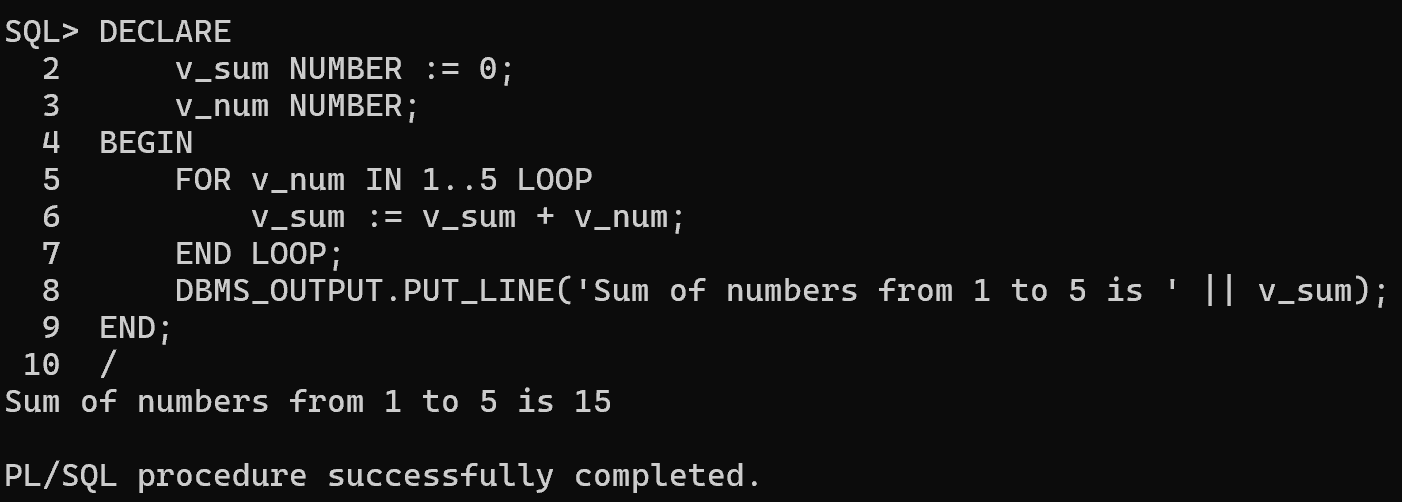 SQL> DECLARE
  2      v_sum NUMBER := 0;
  3      v_num NUMBER;
  4  BEGIN
  5      FOR v_num IN 1..5 LOOP
  6          v_sum := v_sum + v_num;
  7      END LOOP;
  8      DBMS_OUTPUT.PUT_LINE('Sum of numbers from 1 to 5 is ' || v_sum);
  9  END;
 10  /
Sum of numbers from 1 to 5 is 15

PL/SQL procedure successfully completed.